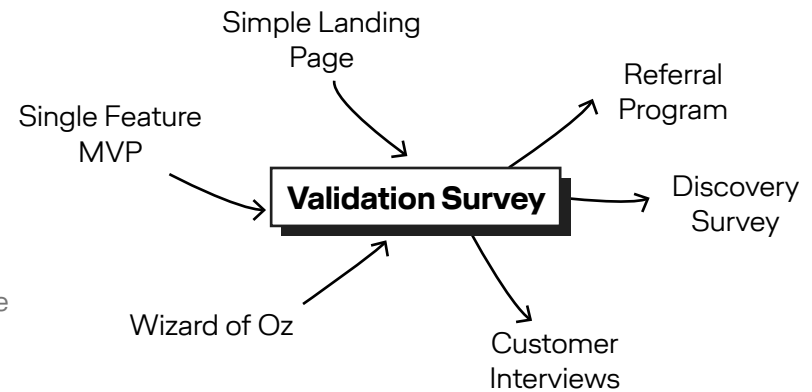 Simple Landing
Page
Referral
Program
Single Feature
MVP
Validation Survey
Discovery
Survey
e
Wizard of Oz
Customer
Interviews